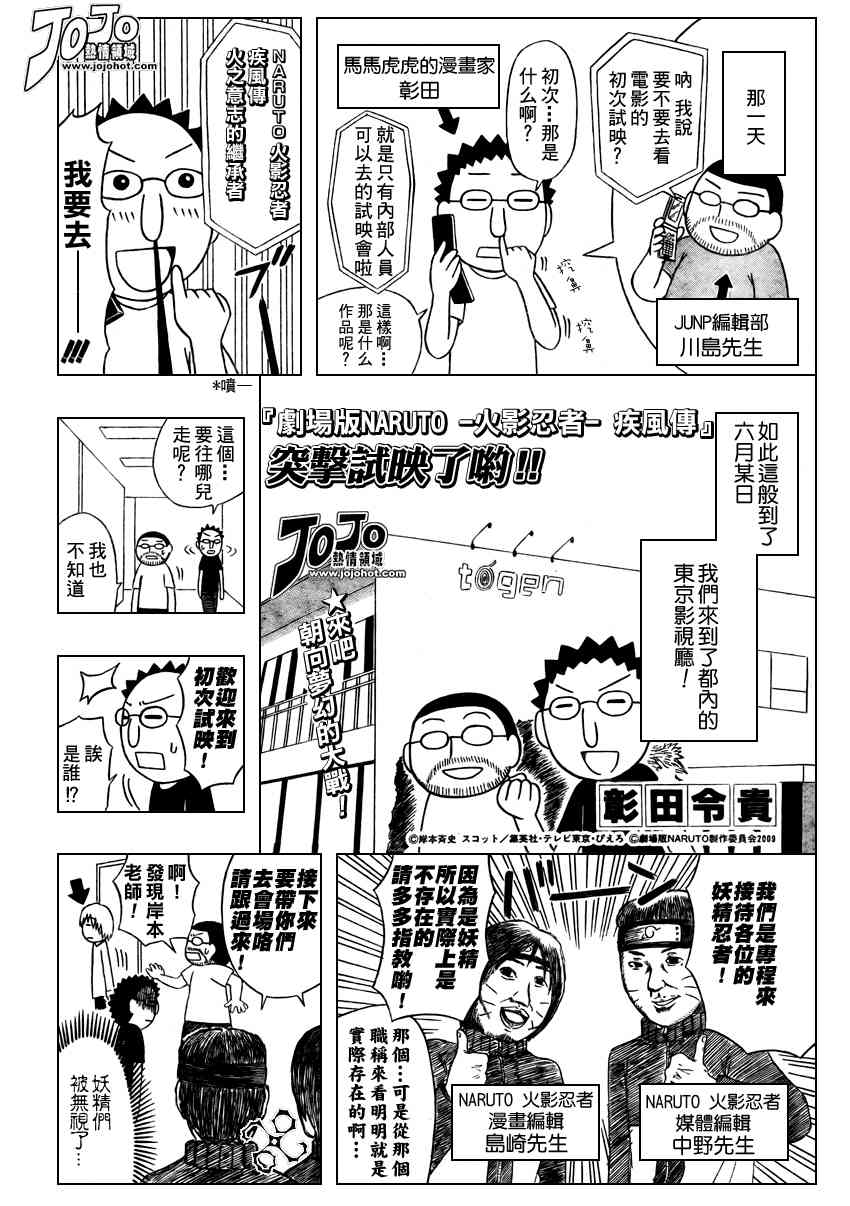 那一天
吶 我說
要不要去看
電影的
初次試映?
JUNP編輯部
川島先生
初次…那是
什么啊?
馬馬虎虎的漫畫家
彰田
就是只有內部人員
可以去的試映會啦
挖鼻
挖鼻
這樣啊…
那是什么
作品呢?
JOJO
熱情領域
www.jojohot.com
NARUTO 火影忍者
疾風傳
火之意志的繼承者
我要去——!!!
*噴—
如此這般到了
六月某日
我們來到了都內的
東京影視廳!
『劇場版NARUTO -火影忍者- 疾風傳』
突擊試映了喲!!
JOJO
熱情領域
www.jojohot.com
tōgen
★來吧
朝向夢幻的大戰!
彰田令貴
©岸本斉史 スコット/集英社・テレビ東京・ぴえろ ©劇場版NARUTO製作委員会2009
這個…
要往哪兒
走呢?
我也
不知道
歡迎來到
初次試映!
誒
是誰!?
我們是專程來
接待各位的
妖精忍者!
因為是妖精
所以實際上是
不存在的
請多多指教喲!
NARUTO 火影忍者
媒體編輯
中野先生
NARUTO 火影忍者
漫畫編輯
島崎先生
那個…可是從那個
職稱來看明明就是
實際存在的啊…
接下來
要帶你們
去會場咯
請跟過來!
啊!
發現岸本
老師!
妖精們
被無視了…